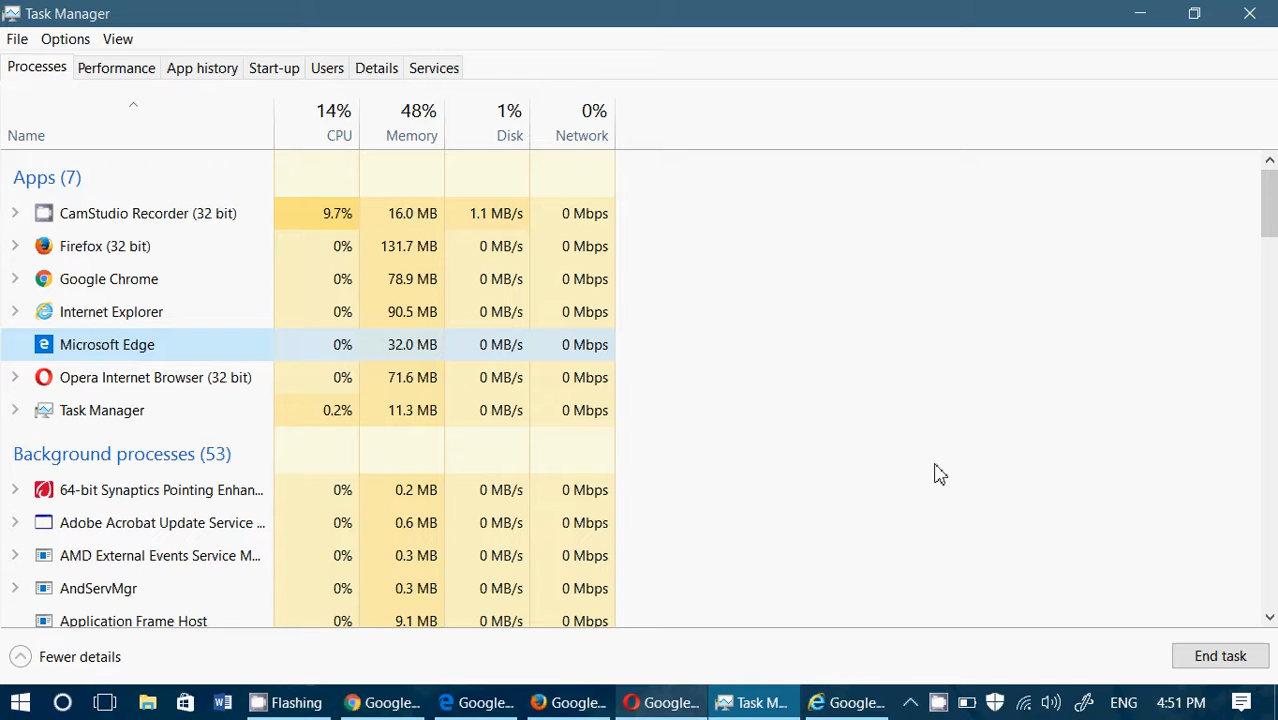 Task Manager
File Options View
Processes Performance App history Start-up Users Details Services
14% 48% 1% 0%
Name CPU Memory Disk Network
Apps (7)
CamStudio Recorder (32 bit) 9.7% 16.0 MB 1.1 MB/s 0 Mbps
Firefox (32 bit) 0% 131.7 MB 0 MB/s 0 Mbps
Google Chrome 0% 78.9 MB 0 MB/s 0 Mbps
Internet Explorer 0% 90.5 MB 0 MB/s 0 Mbps
Microsoft Edge 0% 32.0 MB 0 MB/s 0 Mbps
Opera Internet Browser (32 bit) 0% 71.6 MB 0 MB/s 0 Mbps
Task Manager 0.2% 11.3 MB 0 MB/s 0 Mbps
Background processes (53)
64-bit Synaptics Pointing Enhan... 0% 0.2 MB 0 MB/s 0 Mbps
Adobe Acrobat Update Service ... 0% 0.6 MB 0 MB/s 0 Mbps
AMD External Events Service M... 0% 0.3 MB 0 MB/s 0 Mbps
AndServMgr 0% 0.3 MB 0 MB/s 0 Mbps
Application Frame Host 0% 9.1 MB 0 MB/s 0 Mbps
Fewer details End task
Flashing Google... Google... Google... Google... Task M... Google... ENG 4:51 PM